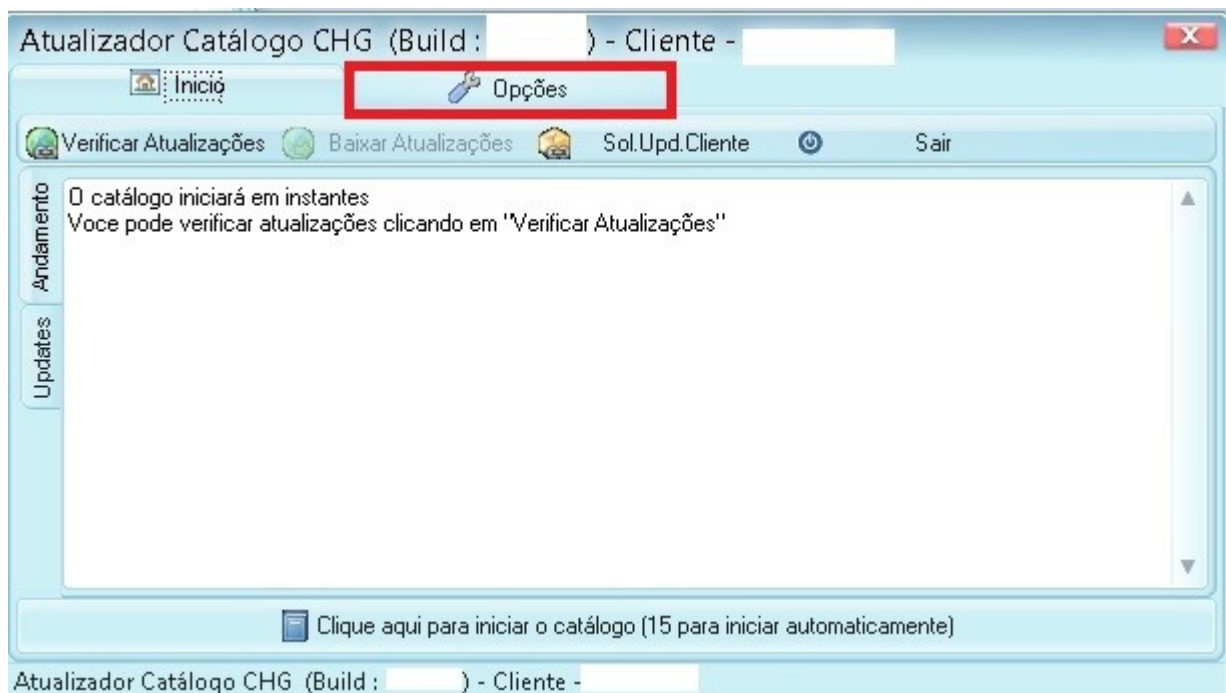 Atualizador Catálogo CHG (Build : ) - Cliente -
Inicio Opções
Verificar Atualizações Baixar Atualizações Sol.Upd.Cliente Sair
Andamento
Updates
O catálogo iniciará em instantes
Voce pode verificar atualizações clicando em "Verificar Atualizações"
Clique aqui para iniciar o catálogo (15 para iniciar automaticamente)
Atualizador Catálogo CHG (Build : ) - Cliente -